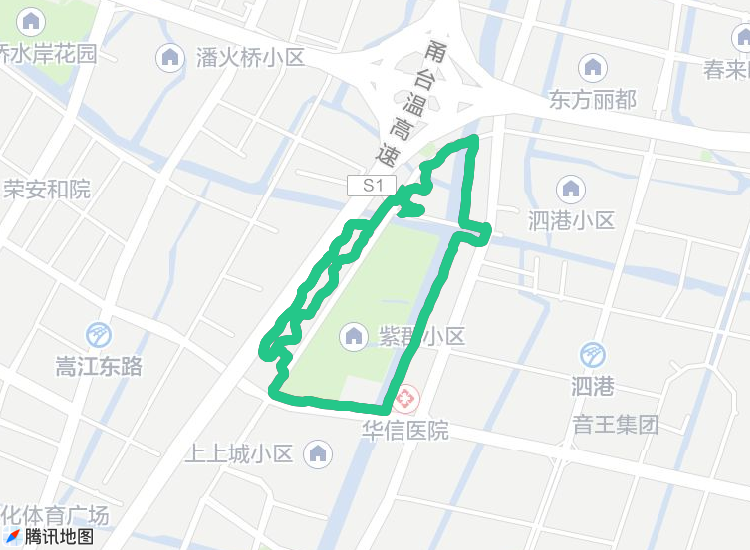 甬台温高速
潘火桥小区
桥水岸花园
东方丽都
春来
S1
荣安和院
泗港小区
紫郡小区
嵩江东路
泗港
音王集团
华信医院
上上城小区
化体育广场
腾讯地图